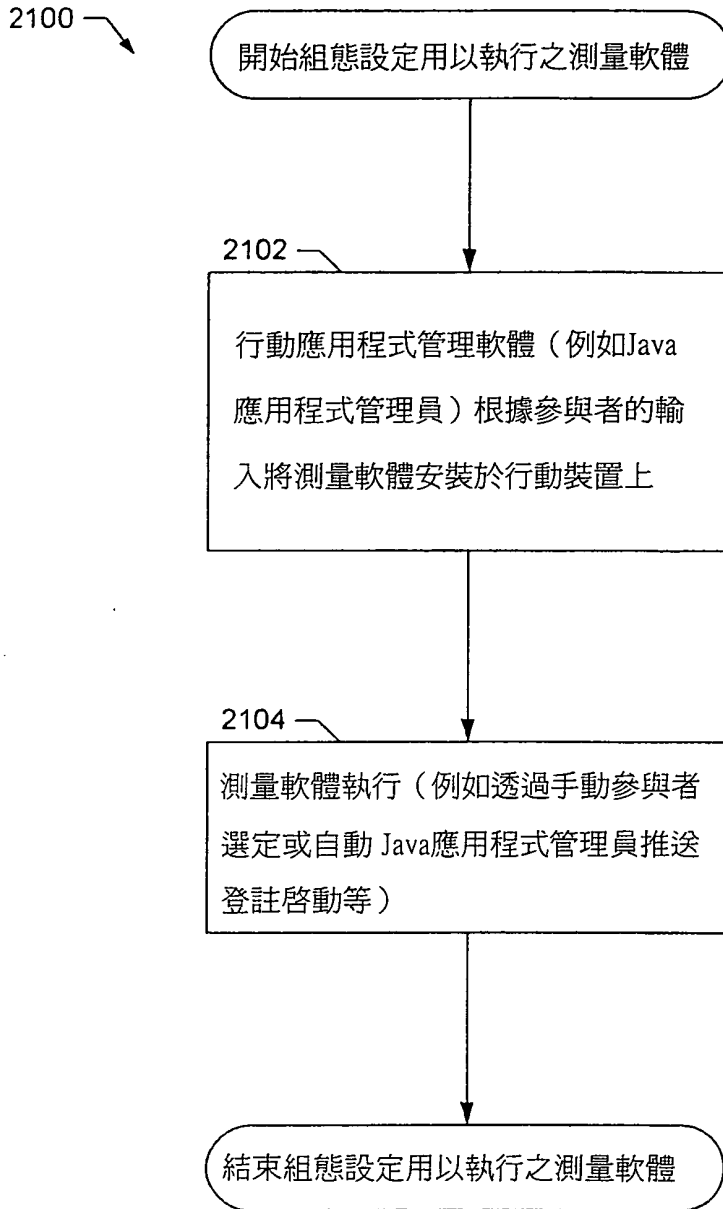 2100
開始組態設定用以執行之測量軟體
2102
行動應用程式管理軟體（例如Java
應用程式管理員）根據參與者的輸
入將測量軟體安裝於行動裝置上
2104
測量軟體執行（例如透過手動參與者
選定或自動 Java應用程式管理員推送
登註啓動等）
結束組態設定用以執行之測量軟體